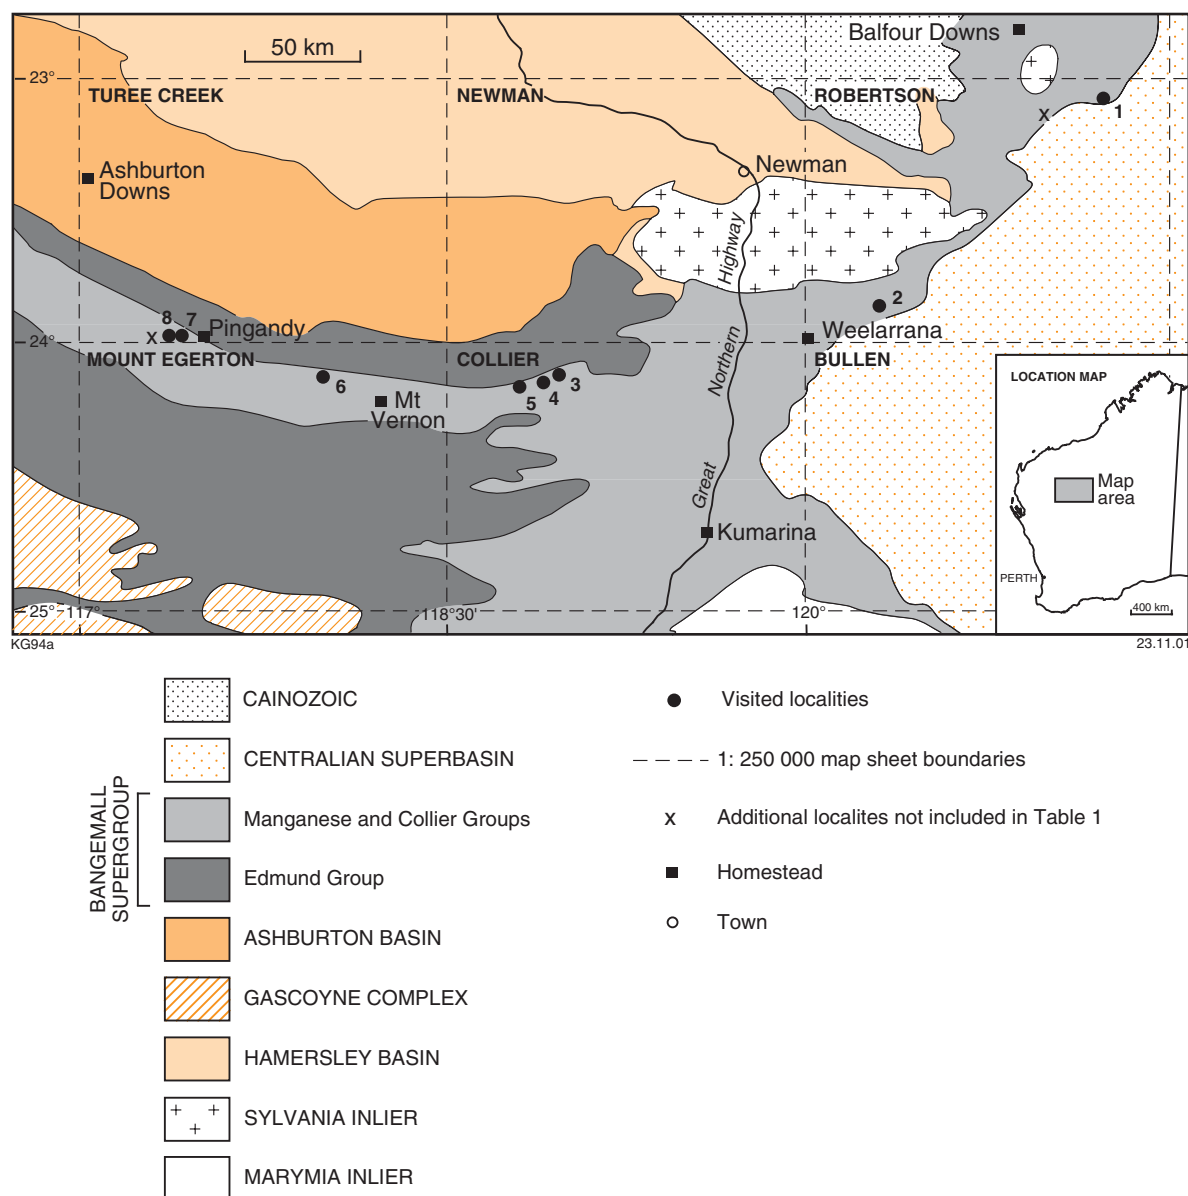 50 km
Balfour Downs
23°
TUREE CREEK
NEWMAN
ROBERTSON
1
Ashburton
Downs
Newman
Highway
2
8
7
Pingandy
x
Weelarrana
24°
MOUNT EGERTON
COLLIER
BULLEN
Northern
x
6
Mt
Vernon
5
4
3
LOCATION MAP
Map
area
PERTH
400 km
Great
Kumarina
25°
117°
118°30'
120°
KG94a
23.11.01
CAINOZOIC
CENTRALIAN SUPERBASIN
BANGEMALL
SUPERGROUP
Manganese and Collier Groups
Edmund Group
ASHBURTON BASIN
GASCOYNE COMPLEX
HAMERSLEY BASIN
SYLVANIA INLIER
MARYMIA INLIER
Visited localities
1: 250 000 map sheet boundaries
x Additional localites not included in Table 1
Homestead
Town